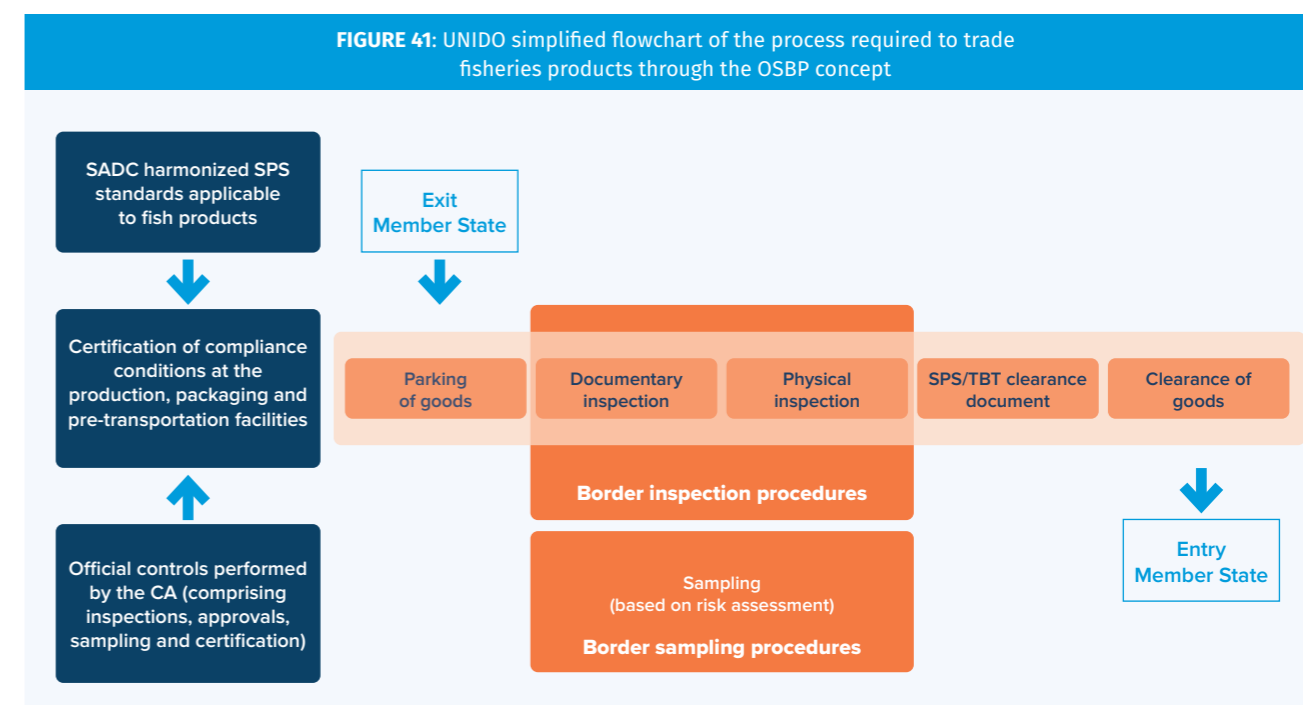 FIGURE 41: UNIDO simplified flowchart of the process required to trade
fisheries products through the OSBP concept
SADC harmonized SPS
standards applicable
to fish products
Exit
Member State
Certification of compliance
conditions at the
production, packaging and
pre-transportation facilities
Parking
of goods
Documentary
inspection
Physical
inspection
SPS/TBT clearance
document
Clearance of
goods
Border inspection procedures
Official controls performed
by the CA (comprising
inspections, approvals,
sampling and certification)
Sampling
(based on risk assessment)
Border sampling procedures
Entry
Member State